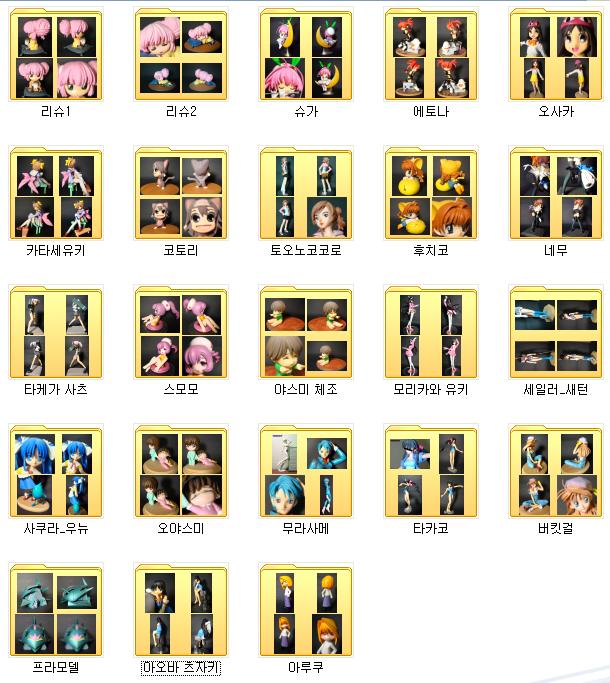 리슈1
리슈2
슈가
에토나
오사카
카타세유키
코토리
토오노코코로
후치코
네무
타케가 사츠
스모모
야스미 체조
모리카와 유키
세일러_새턴
사쿠라_우뉴
오야스미
무라사메
타카코
버킷걸
프라모델
아오바 츠자키
아루쿠